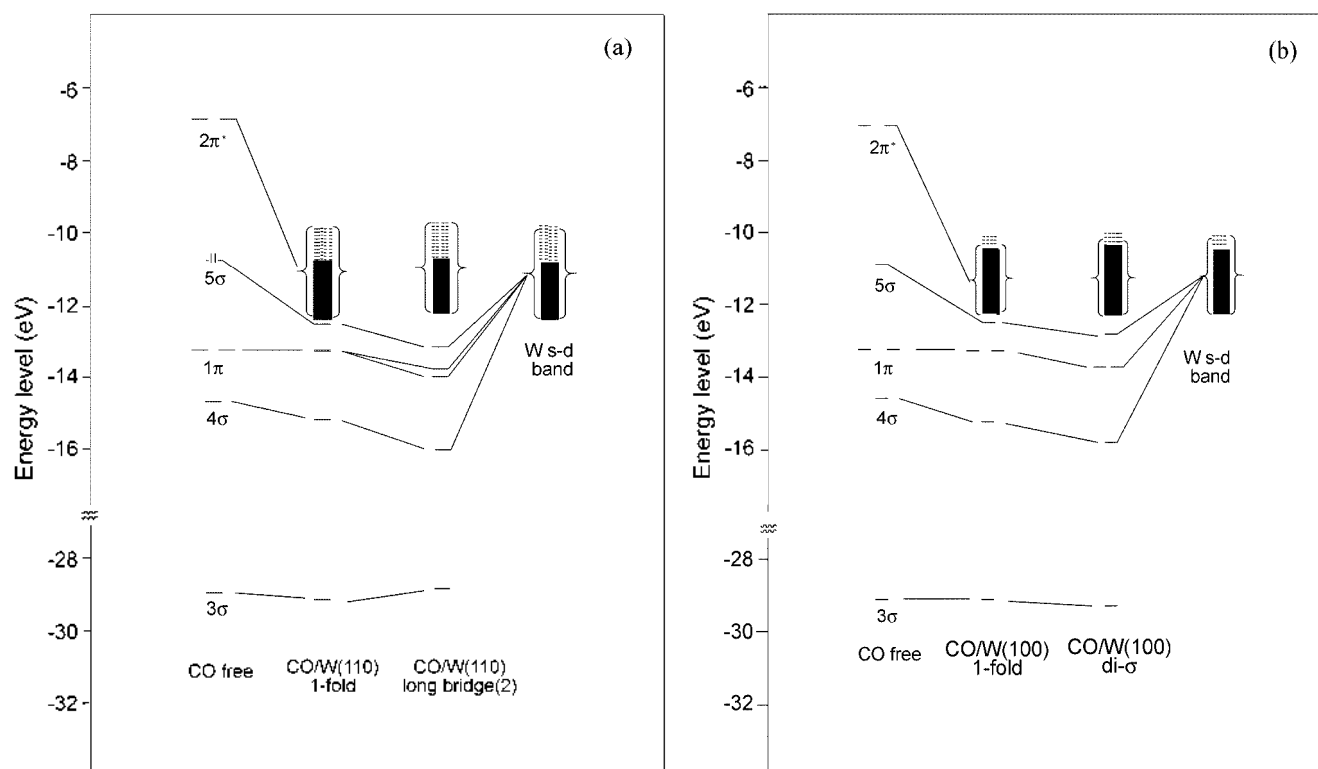 (a)
Energy level (eV)
-6
-8
-10
-12
-14
-16
-28
-30
-32
2π*
5σ
1π
4σ
3σ
W s-d
band
CO free
CO/W(110)
1-fold
CO/W(110)
long bridge(2)
(b)
Energy level (eV)
-6
-8
-10
-12
-14
-16
-28
-30
-32
2π*
5σ
1π
4σ
3σ
W s-d
band
CO free
CO/W(100)
1-fold
CO/W(100)
di-σ